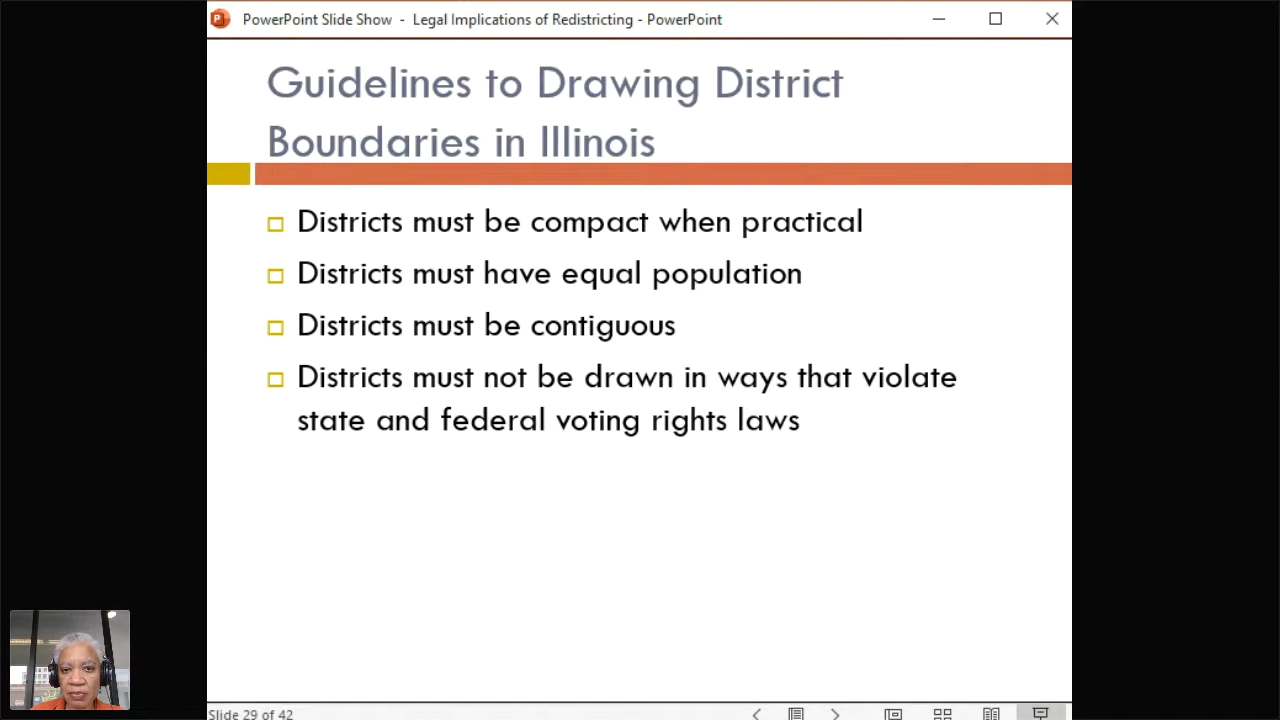 PowerPoint Slide Show - Legal Implications of Redistricting - PowerPoint
Guidelines to Drawing District
Boundaries in Illinois
Districts must be compact when practical
Districts must have equal population
Districts must be contiguous
Districts must not be drawn in ways that violate
state and federal voting rights laws
Slide 29 of 42